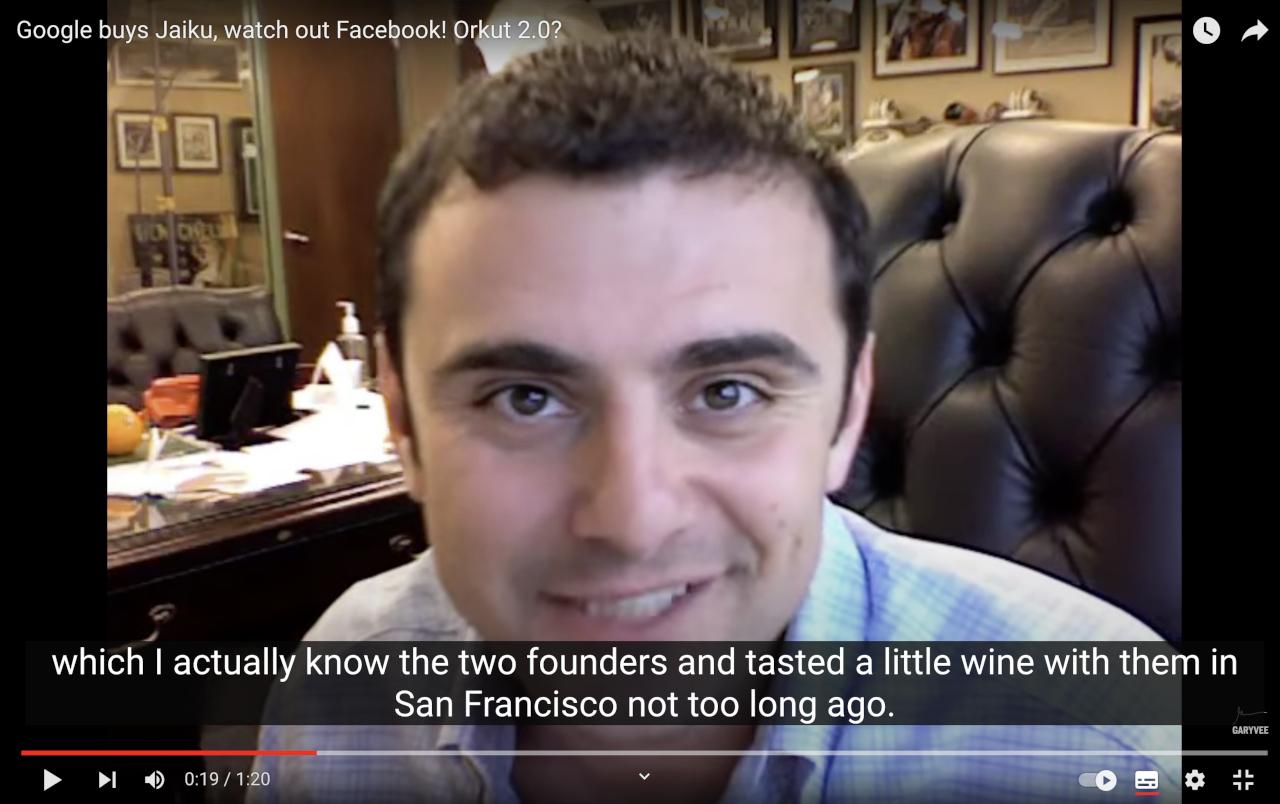 Google buys Jaiku, watch out Facebook! Orkut 2.0?
which I actually know the two founders and tasted a little wine with them in
San Francisco not too long ago.
GARYVEE
0:19 / 1:20